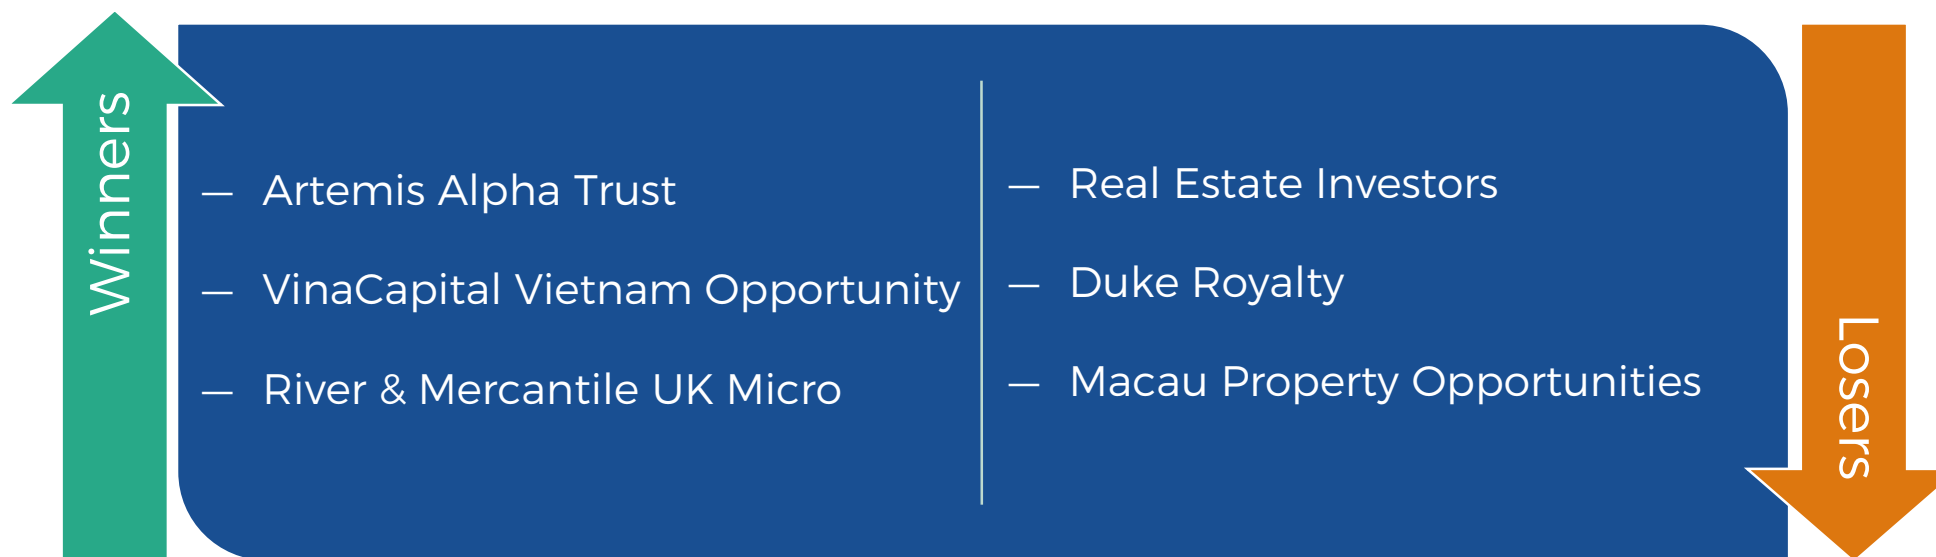 Winners
— Artemis Alpha Trust
— VinaCapital Vietnam Opportunity
— River & Mercantile UK Micro
— Real Estate Investors
— Duke Royalty
— Macau Property Opportunities
Losers